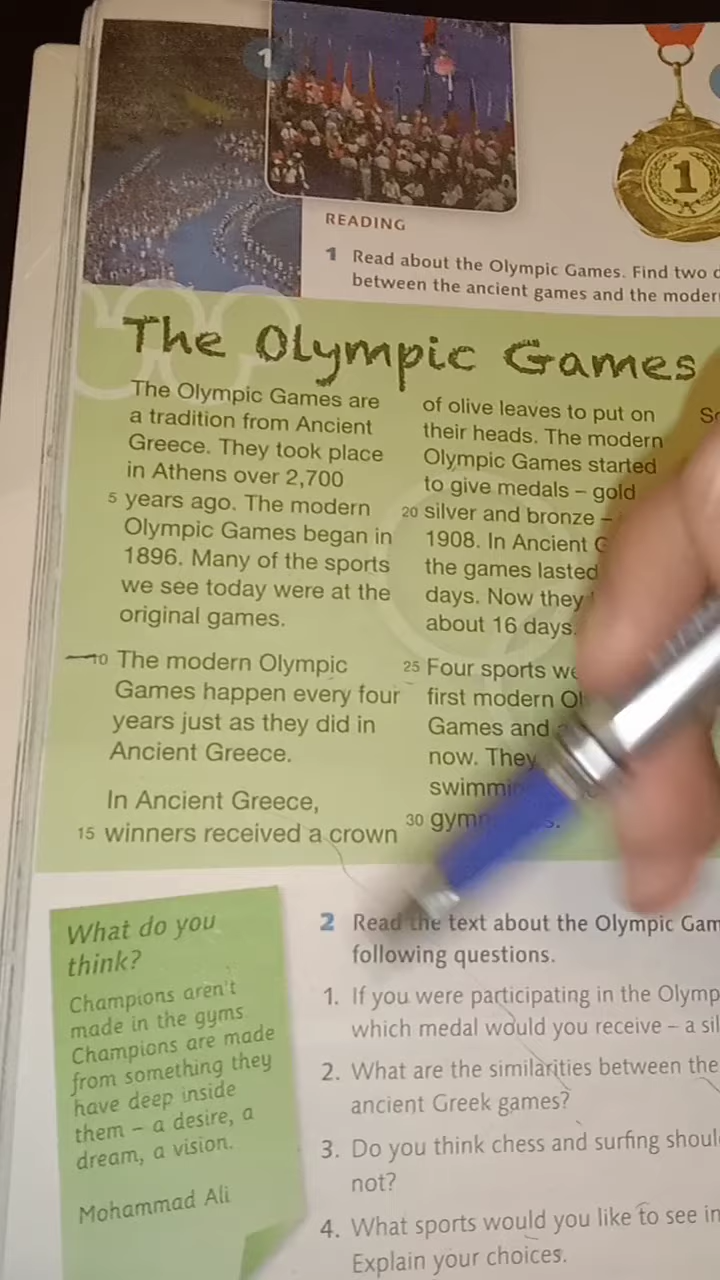 1
1
READING
1 Read about the Olympic Games. Find two
between the ancient games and the
The Olympic Games
The Olympic Games are
a tradition from Ancient
Greece. They took place
in Athens over 2,700
5 years ago. The modern
Olympic Games began in
1896. Many of the sports
we see today were at the
original games.
10 The modern Olympic
Games happen every four
years just as they did in
Ancient Greece.
In Ancient Greece,
15 winners received a crown
of olive leaves to put on
their heads. The modern
Olympic Games started
to give medals – gold
20 silver and bronze –
1908. In Ancient
the games lasted
days. Now they
about 16 days.
25 Four sports
first modern
Games and
now. They
30
What do you
think?
Champions aren't
made in the gyms
Champions are made
from something they
have deep inside
them – a desire, a
dream, a vision.
Mohammad Ali
2 Read the text about the Olympic
following questions.
1. If you were participating in the
which medal would you receive – a
2. What are the similarities between the
ancient Greek games?
3. Do you think chess and surfing
not?
4. What sports would you like to see in
Explain your choices.